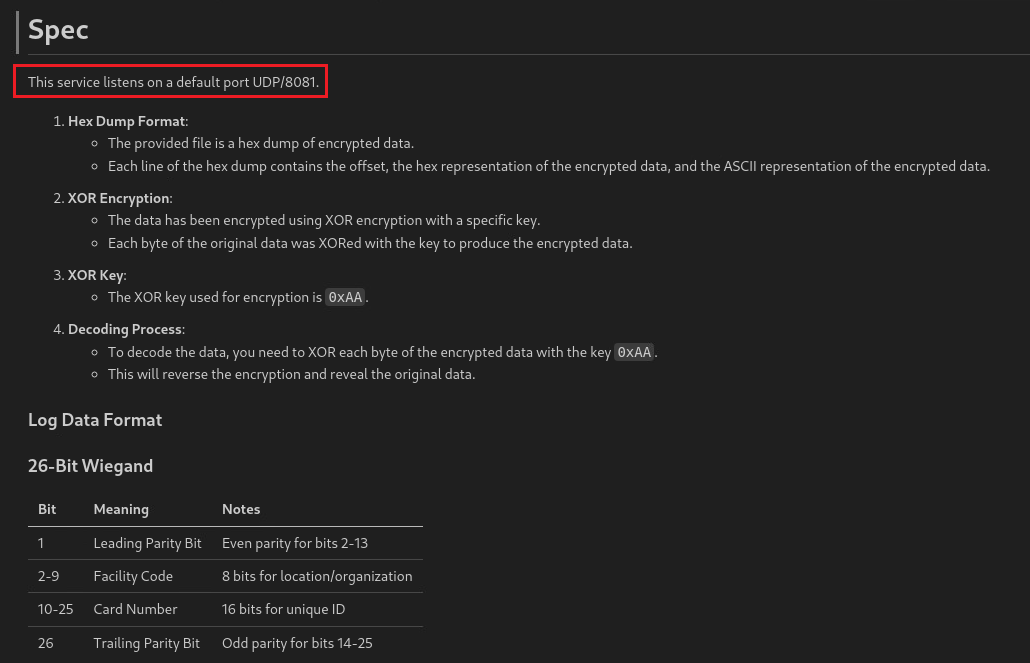 Spec
This service listens on a default port UDP/8081.
1. Hex Dump Format:
○ The provided file is a hex dump of encrypted data.
○ Each line of the hex dump contains the offset, the hex representation of the encrypted data, and the ASCII representation of the encrypted data.
2. XOR Encryption:
○ The data has been encrypted using XOR encryption with a specific key.
○ Each byte of the original data was XORed with the key to produce the encrypted data.
3. XOR Key:
○ The XOR key used for encryption is 0xAA.
4. Decoding Process:
○ To decode the data, you need to XOR each byte of the encrypted data with the key 0xAA.
○ This will reverse the encryption and reveal the original data.
Log Data Format
26-Bit Wiegand
Bit Meaning Notes
1 Leading Parity Bit Even parity for bits 2-13
2-9 Facility Code 8 bits for location/organization
10-25 Card Number 16 bits for unique ID
26 Trailing Parity Bit Odd parity for bits 14-25